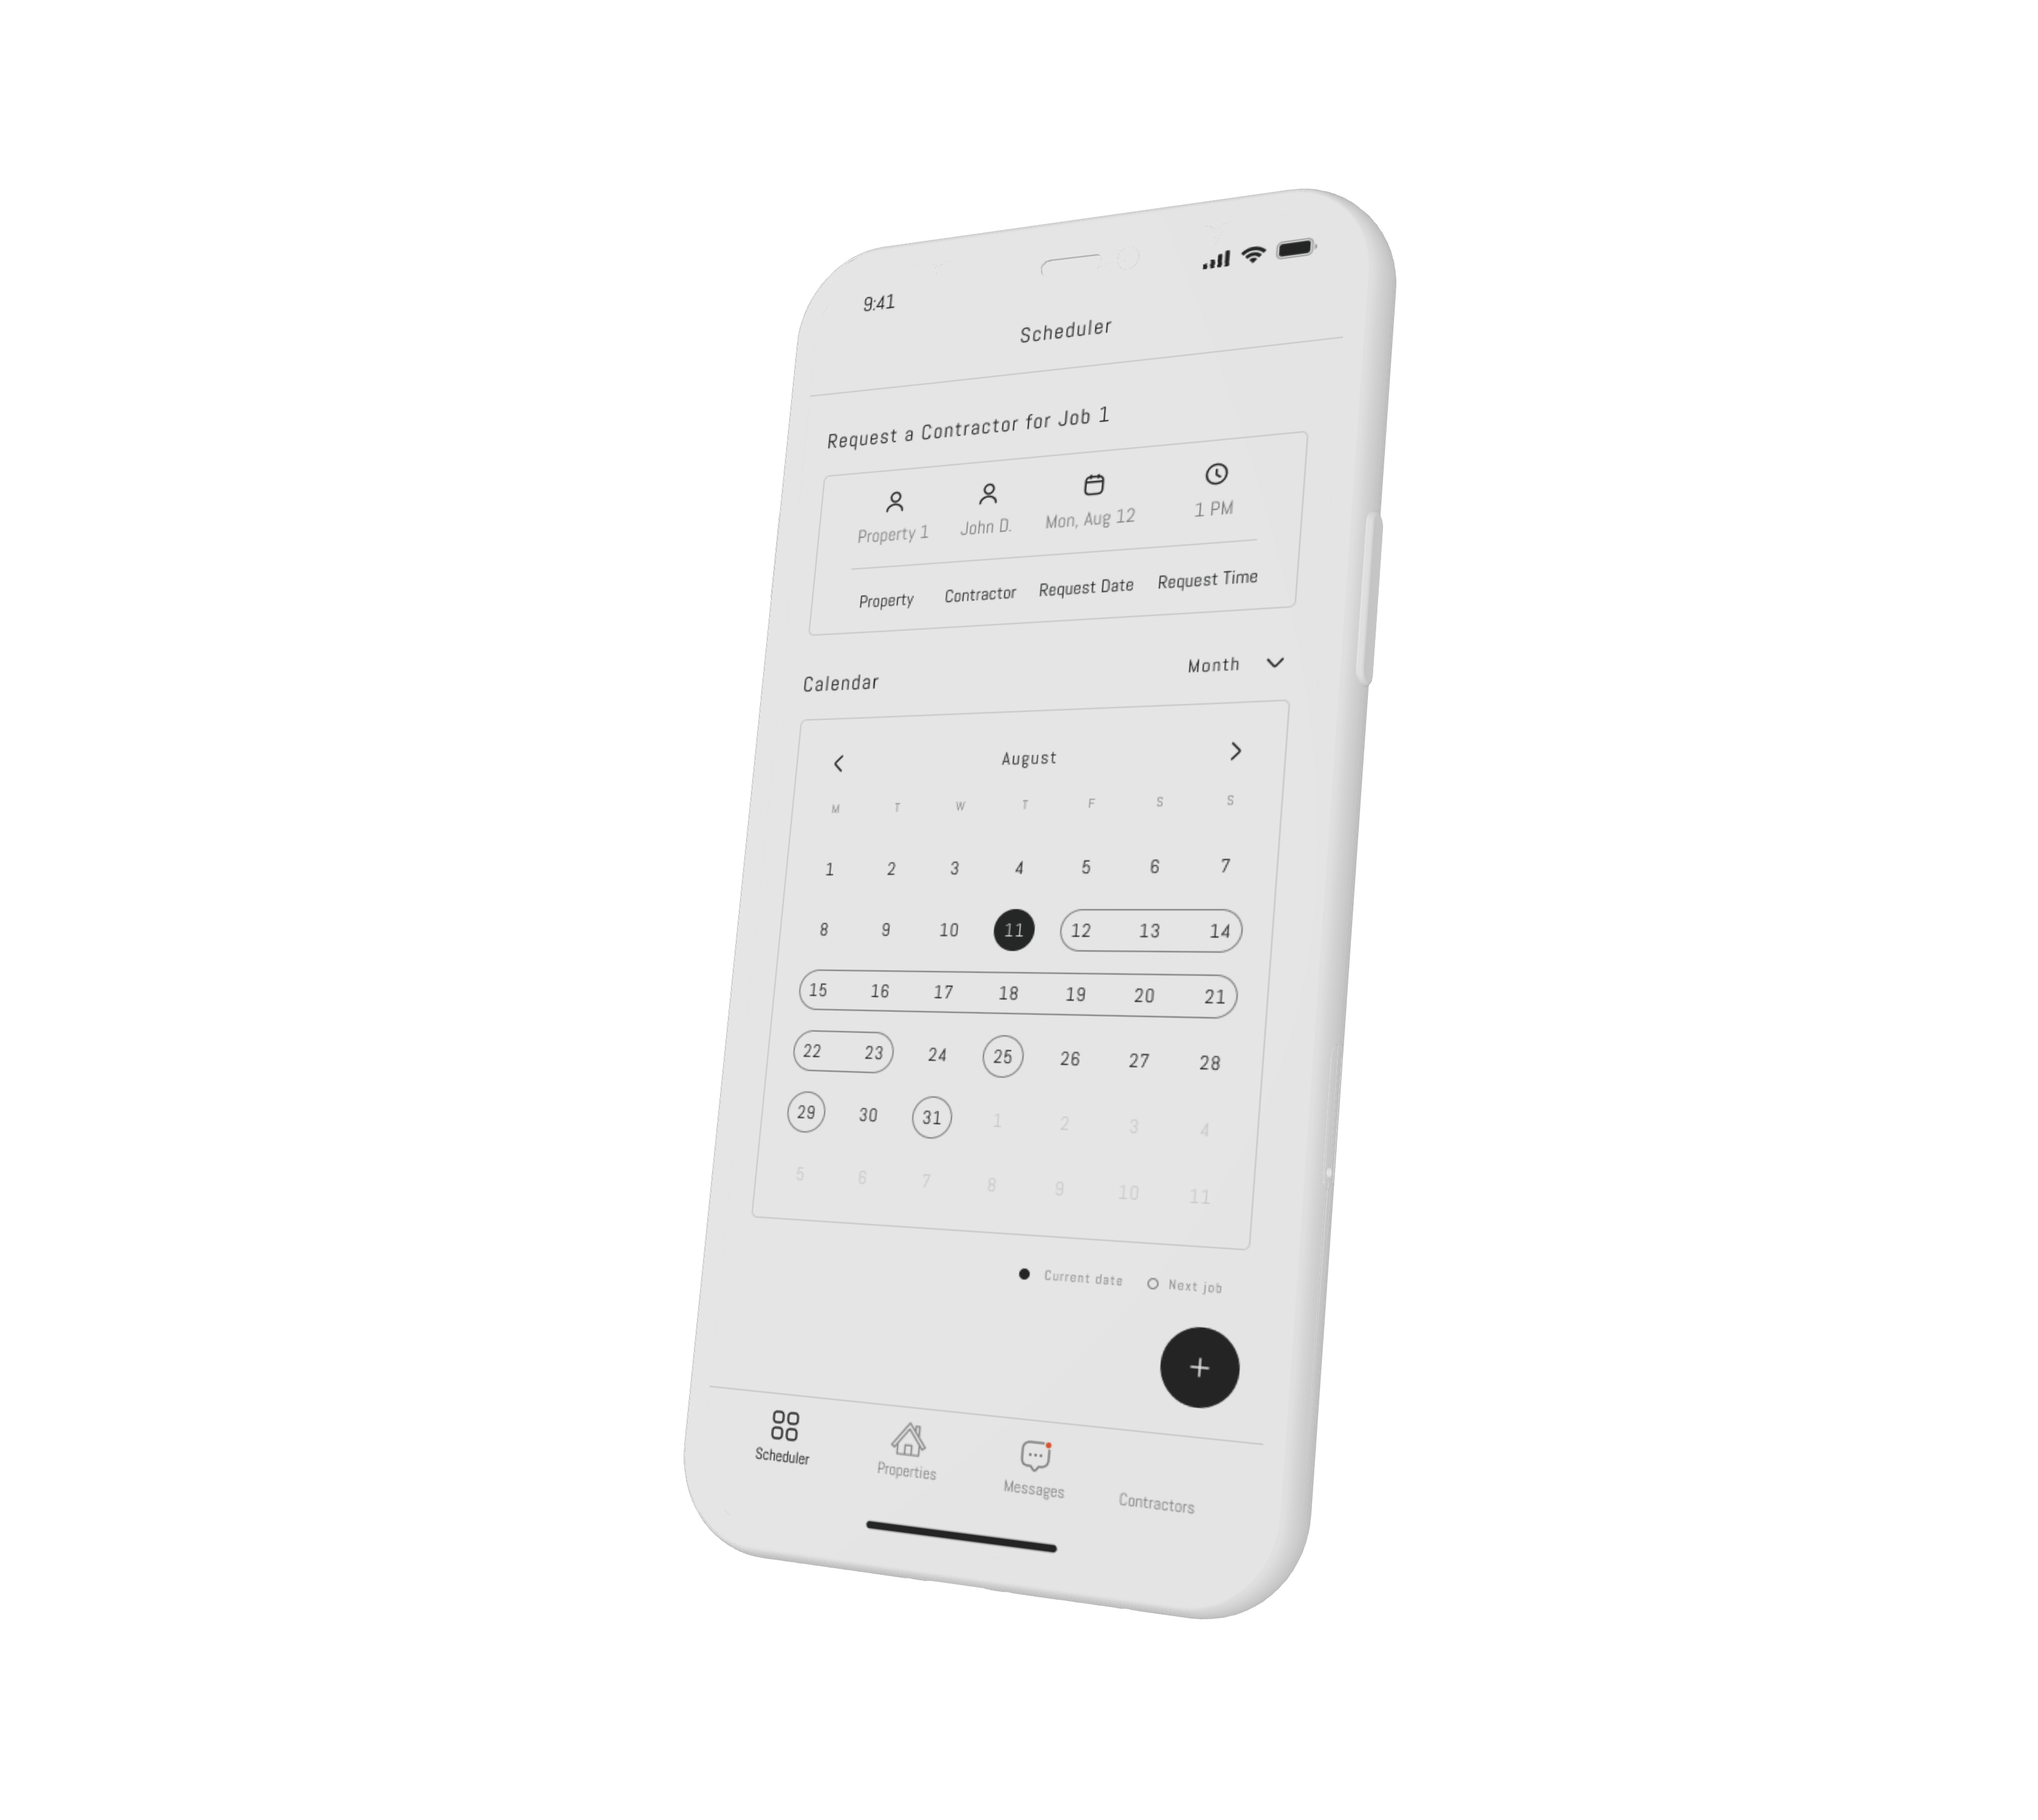 9:41
Scheduler
Request a Contractor for Job 1
Property 1 John D. Mon, Aug 12 1 PM
Property Contractor Request Date Request Time
Calendar Month
August
M T W T F S S
1 2 3 4 5 6 7
8 9 10 11 12 13 14
15 16 17 18 19 20 21
22 23 24 25 26 27 28
29 30 31 1 2 3 4
5 6 7 8 9 10 11
Current date Next job
+
Scheduler Properties Messages Contractors